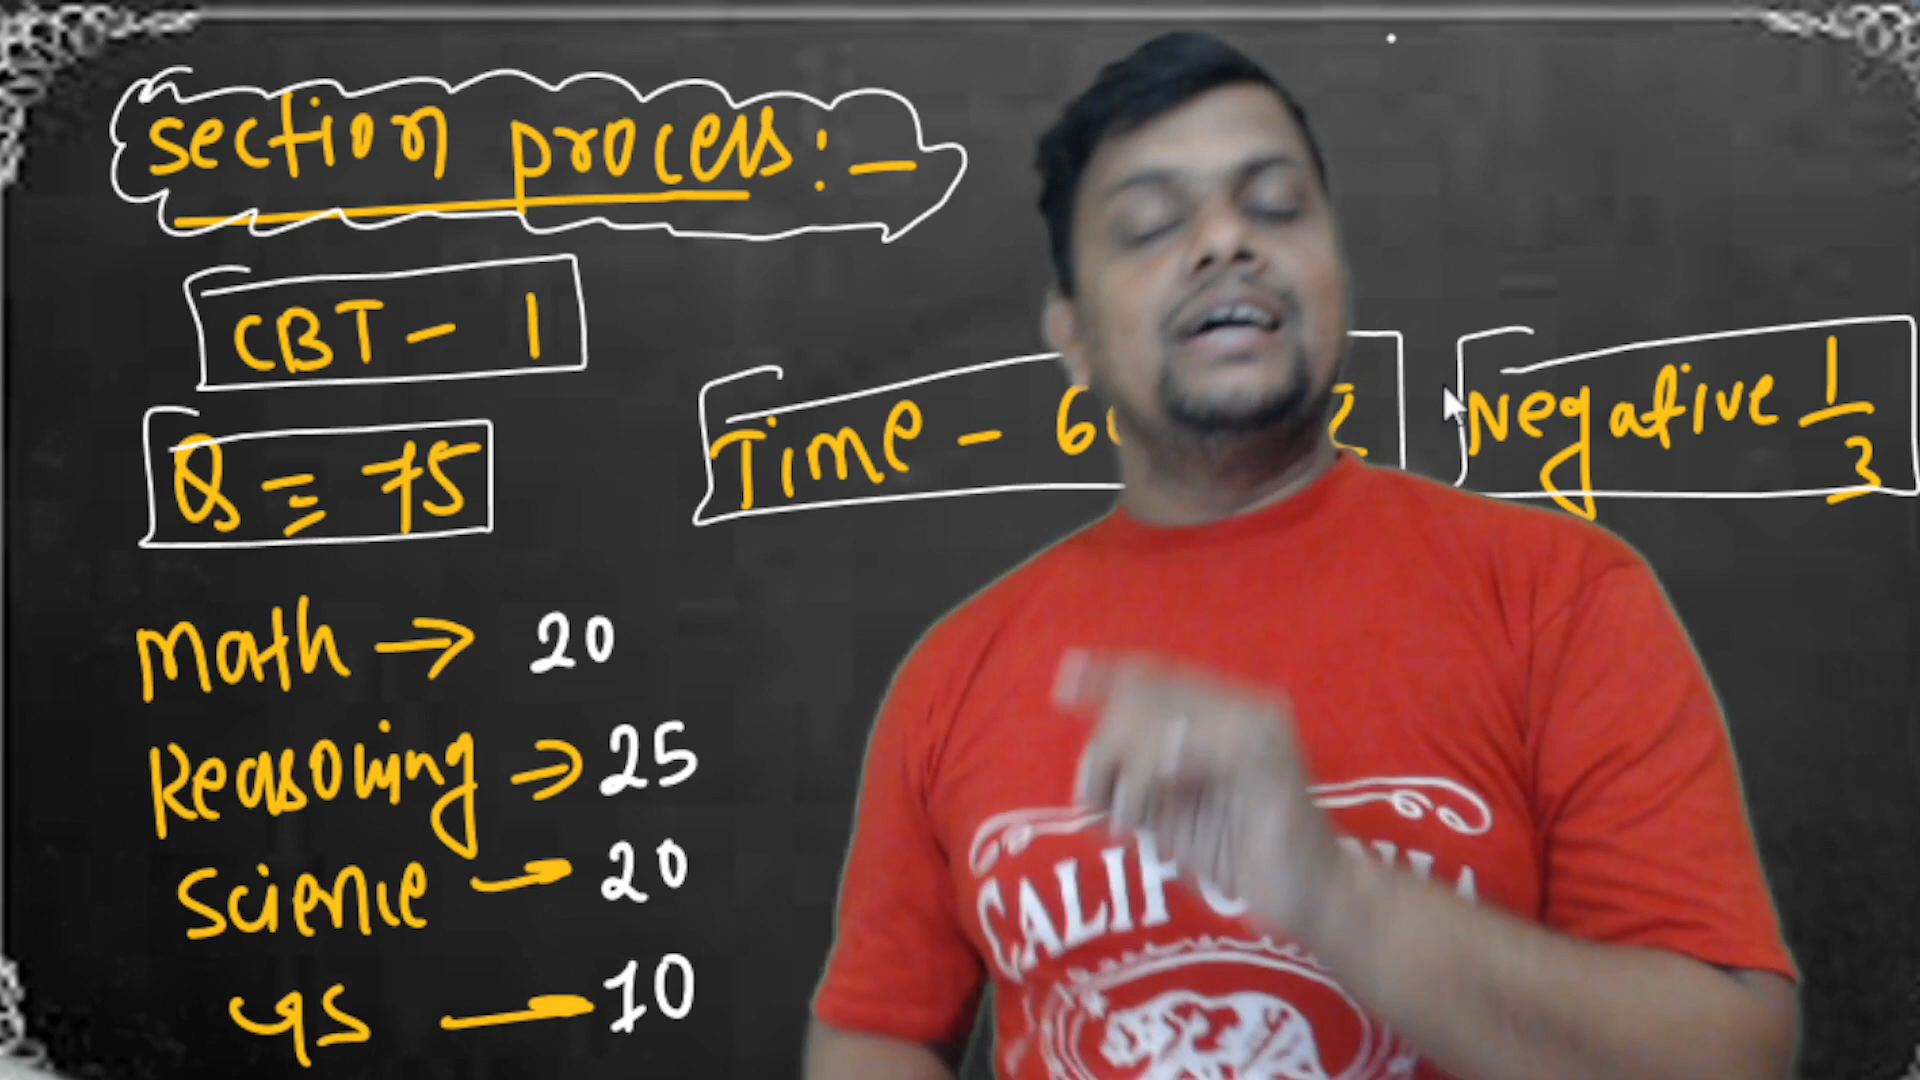 section process:-
CBT - 1
Q = 75
Time - 6
Negative 1/3
Math → 20
Reasoning → 25
Science - 20
GS - 10